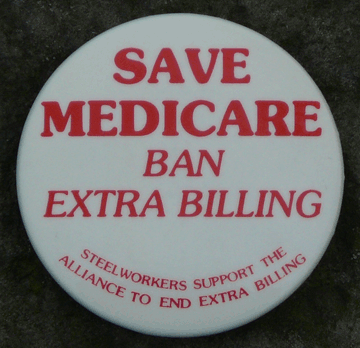 SAVE
MEDICARE
BAN
EXTRA BILLING
STEELWORKERS SUPPORT THE
ALLIANCE TO END EXTRA BILLING